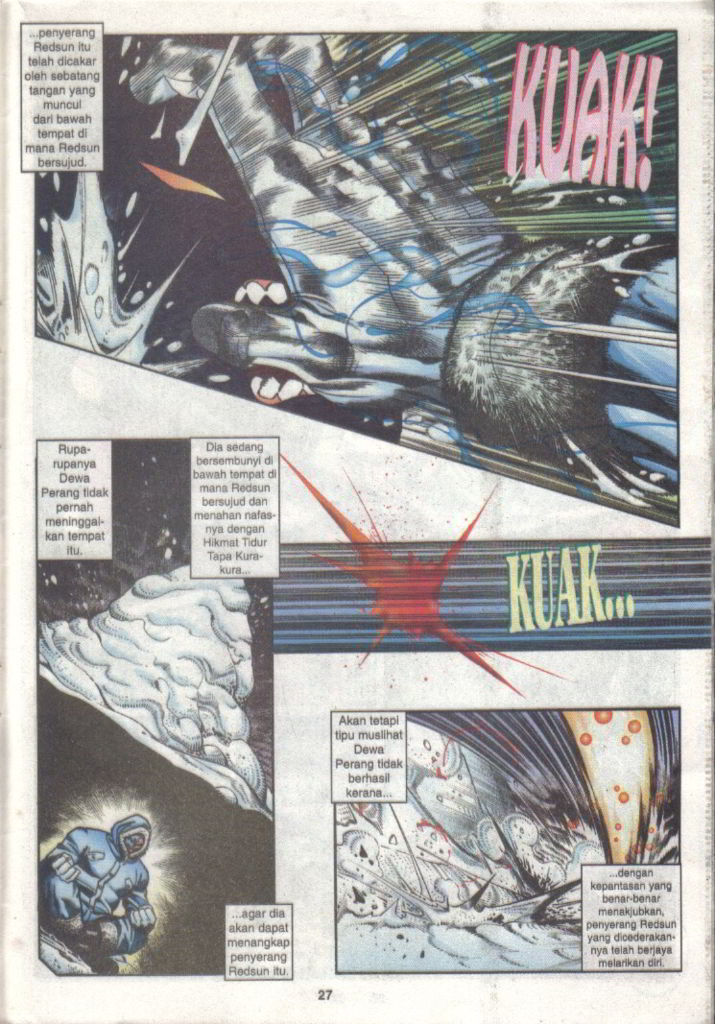 ...penyerang
Redsun itu
telah dicakar
oleh sebatang
tangan yang
muncul
dari bawah
tempat di
mana Redsun
bersujud.
KUAK!
Rupa-
rupanya
Dewa
Perang tidak
pernah
meninggal-
kan tempat
itu.
Dia sedang
bersembunyi di
bawah tempat di
mana Redsun
bersujud dan
menahan nafas-
nya dengan
Hikmat Tidur
Tapa Kura-
kura...
KUAK...
...agar dia
akan dapat
menangkap
penyerang
Redsun itu.
Akan tetapi
tipu muslihat
Dewa
Perang tidak
berhasil
kerana...
...dengan
kepantasan yang
benar-benar
menakjubkan,
penyerang Redsun
yang dicederakan-
nya telah berjaya
melarikan diri.
27